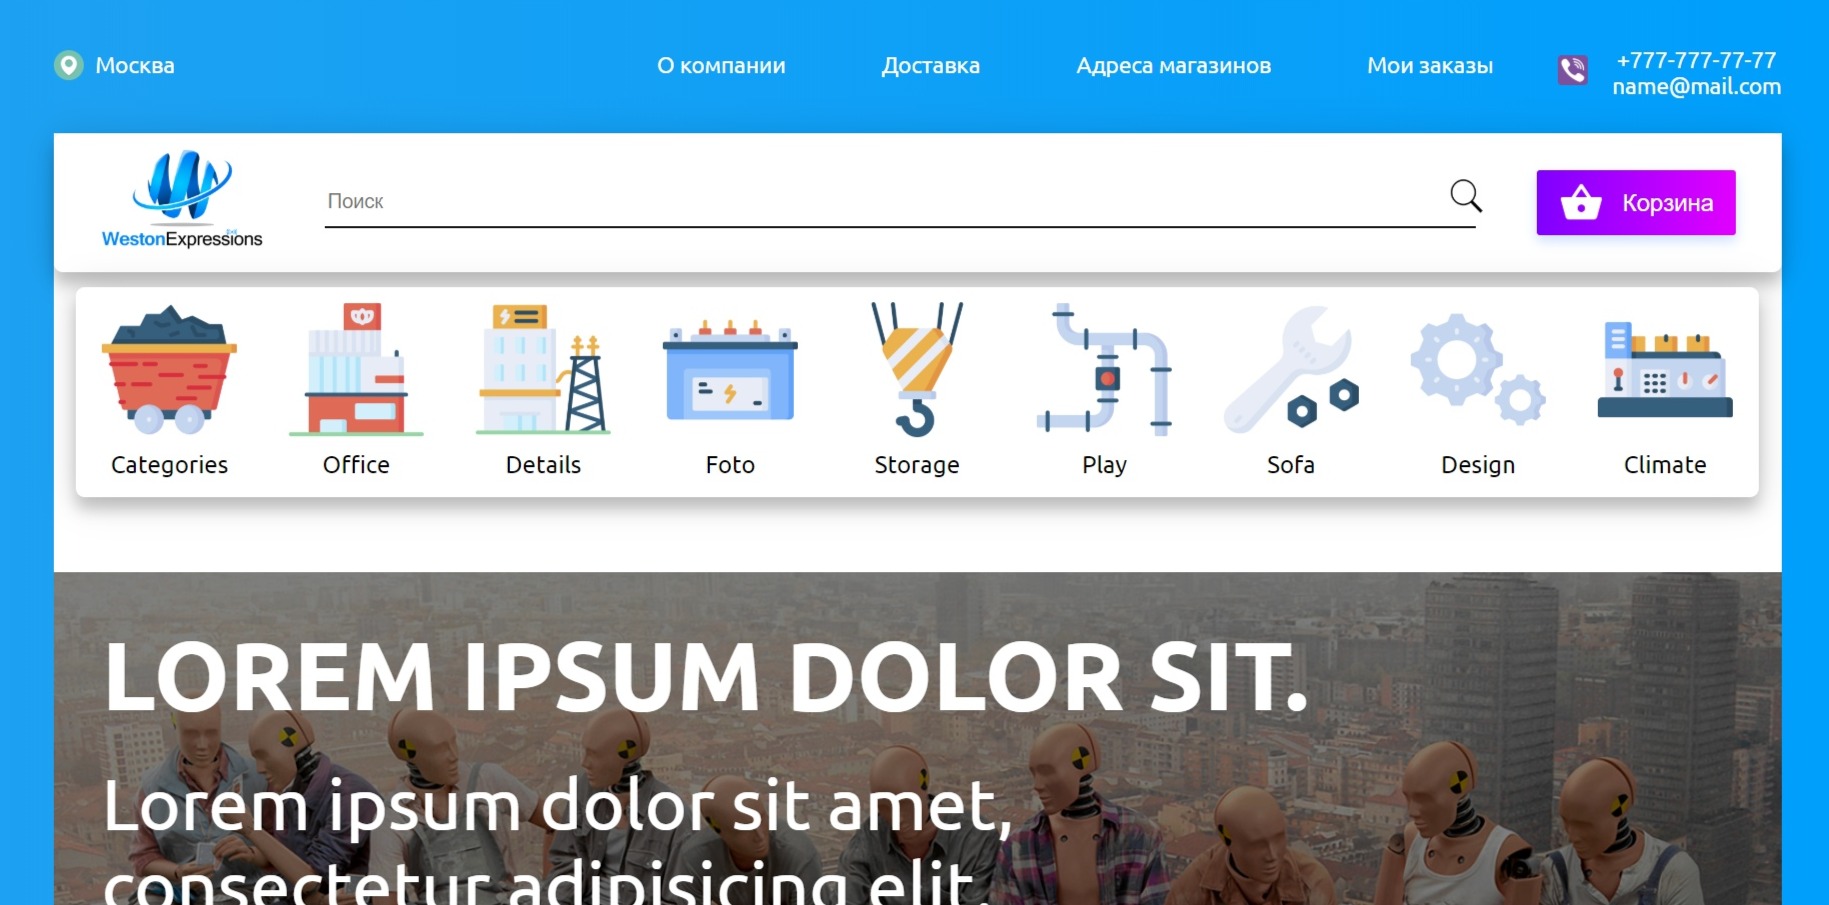 Москва
О компании
Доставка
Адреса магазинов
Мои заказы
+777-777-77-77
name@mail.com
WestonExpressions
Поиск
Корзина
Categories
Office
Details
Foto
Storage
Play
Sofa
Design
Climate
LOREM IPSUM DOLOR SIT.
Lorem ipsum dolor sit amet,
consectetur adipisicing elit.